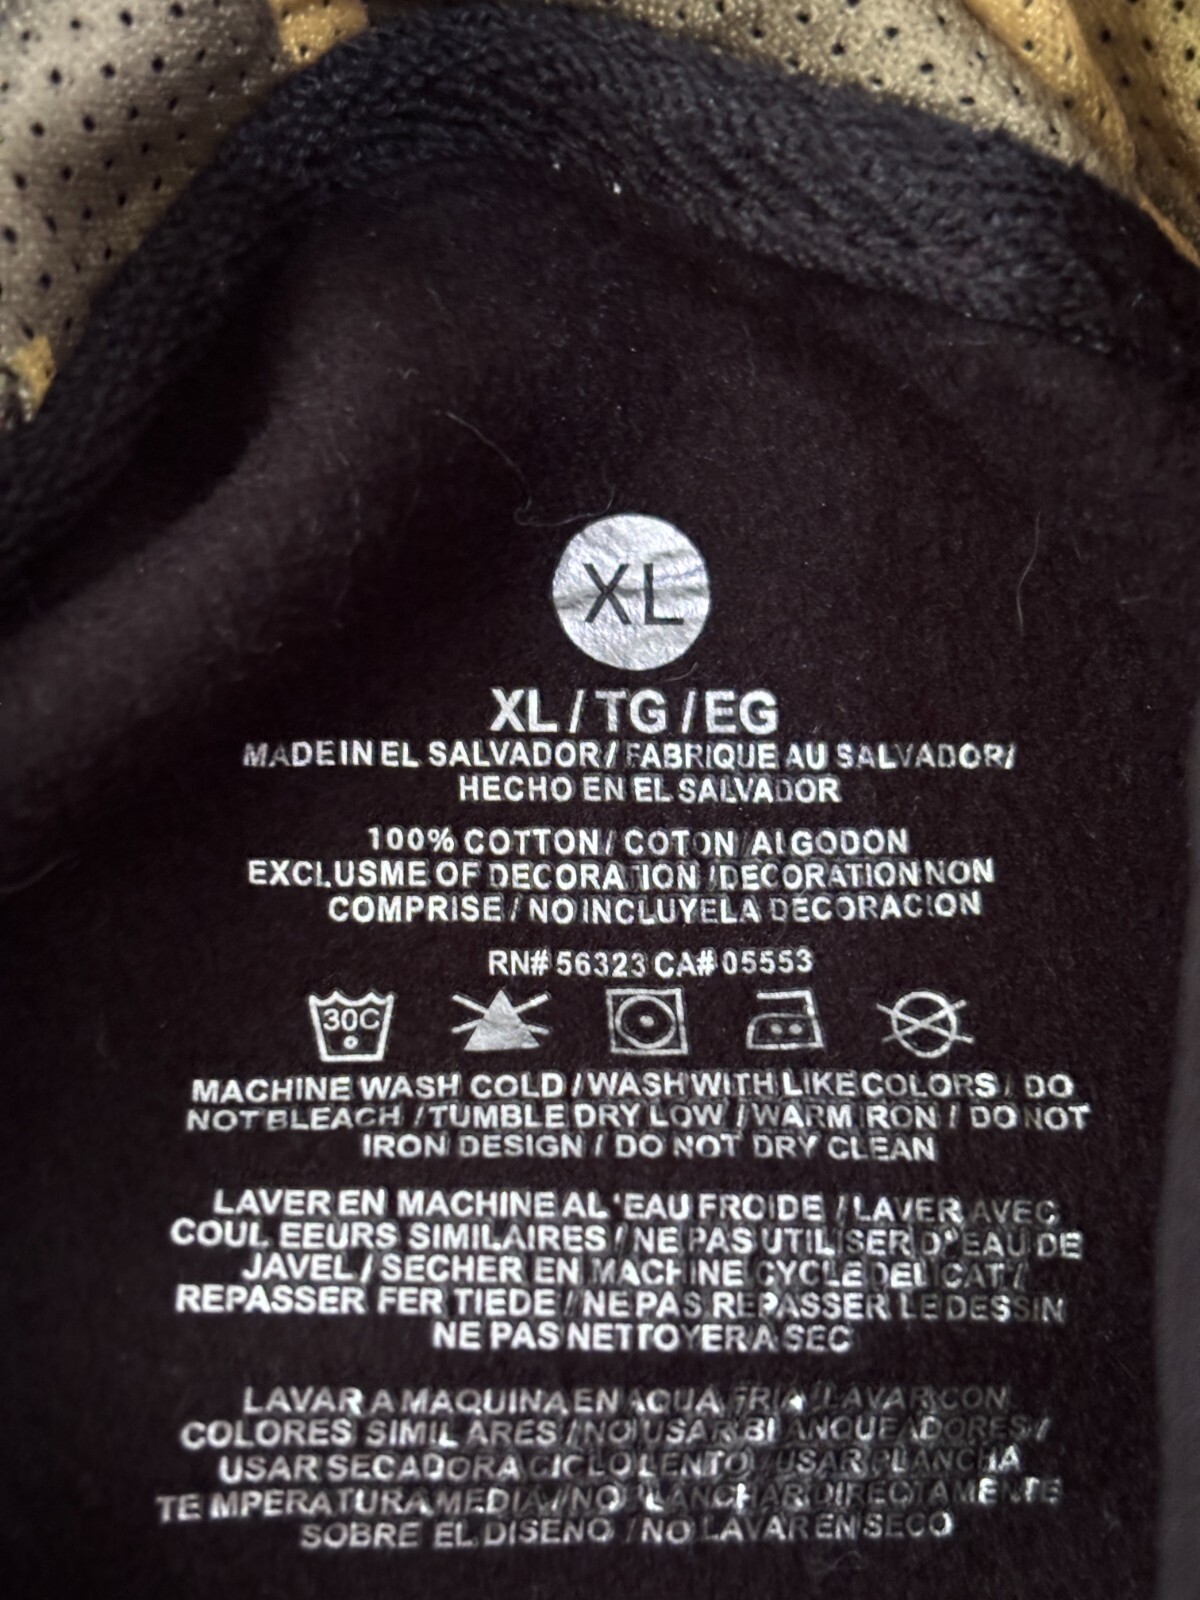 XL
XL / TG / EG
MADE IN EL SALVADOR / FABRIQUE AU SALVADOR /
HECHO EN EL SALVADOR
100% COTTON / COTON / ALGODON
EXCLUSME OF DECORATION / DECORATION NON
COMPRISE / NO INCLUYE LA DECORACION
RN# 56323 CA# 05553
30C
MACHINE WASH COLD / WASH WITH LIKE COLORS / DO
NOT BLEACH / TUMBLE DRY LOW / WARM IRON / DO NOT
IRON DESIGN / DO NOT DRY CLEAN
LAVER EN MACHINE A L'EAU FROIDE / LAVER AVEC
COUL EEURS SIMILAIRES / NE PAS UTILISER D'EAU DE
JAVEL / SECHER EN MACHINE CYCLE DELICAT /
REPASSER FER TIEDE / NE PAS REPASSER LE DESSIN
NE PAS NETTOYER A SEC
LAVAR A MAQUINA EN AQUA FRIA / LAVAR CON
COLORES SIMILARES / NO USAR BLANQUEADORES /
USAR SECADORA CICLO LENTO / USAR PLANCHA
TEMPERATURA MEDIA / NO PLANCHAR DIRECTAMENTE
SOBRE EL DISENO / NO LAVAR EN SECO